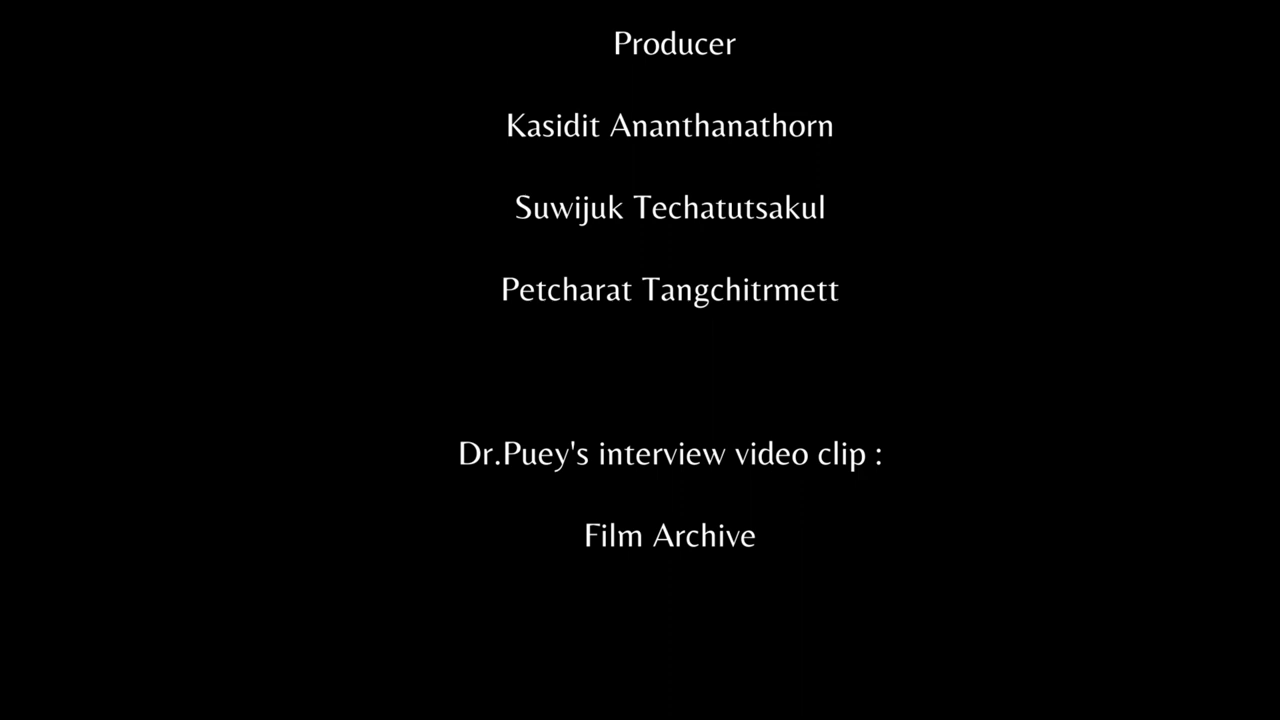 Producer
Kasidit Ananthanathorn
Suwijuk Techatutsakul
Petcharat Tangchitrmett
Dr.Puey's interview video clip :
Film Archive